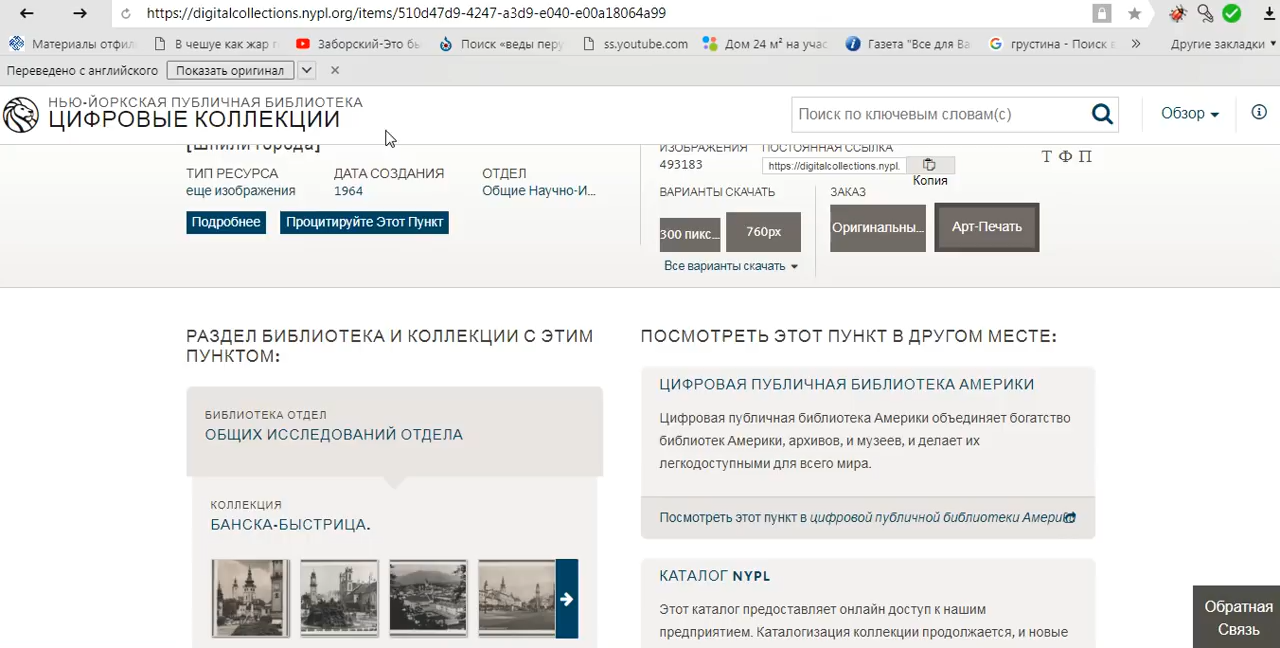 https://digitalcollections.nypl.org/items/510d47d9-4247-a3d9-e040-e00a18064a99
Материалы отфил
В чешуе как жар г
Заборский-Это бы
Поиск «веды перу
ss.youtube.com
Дом 24 м² на учас
Газета "Все для Ва
грустина - Поиск в
Другие закладки
Переведено с английского
Показать оригинал
НЬЮ-ЙОРКСКАЯ ПУБЛИЧНАЯ БИБЛИОТЕКА
ЦИФРОВЫЕ КОЛЛЕКЦИИ
Поиск по ключевым словам(с)
Обзор
[Шпили города]
ТИП РЕСУРСА
еще изображения
ДАТА СОЗДАНИЯ
1964
ОТДЕЛ
Общие Научно-И...
Подробнее
Процитируйте Этот Пункт
ИЗОБРАЖЕНИЯ
493183
ПОСТОЯННАЯ ССЫЛКА
https://digitalcollections.nypl.
Копия
Т Ф П
ВАРИАНТЫ СКАЧАТЬ
300 пикс...
760px
Все варианты скачать
ЗАКАЗ
Оригинальны...
Арт-Печать
РАЗДЕЛ БИБЛИОТЕКА И КОЛЛЕКЦИИ С ЭТИМ
ПУНКТОМ:
БИБЛИОТЕКА ОТДЕЛ
ОБЩИХ ИССЛЕДОВАНИЙ ОТДЕЛА
КОЛЛЕКЦИЯ
БАНСКА-БЫСТРИЦА.
ПОСМОТРЕТЬ ЭТОТ ПУНКТ В ДРУГОМ МЕСТЕ:
ЦИФРОВАЯ ПУБЛИЧНАЯ БИБЛИОТЕКА АМЕРИКИ
Цифровая публичная библиотека Америки объединяет богатство
библиотек Америки, архивов, и музеев, и делает их
легкодоступными для всего мира.
Посмотреть этот пункт в цифровой публичной библиотеки Америки
КАТАЛОГ NYPL
Этот каталог предоставляет онлайн доступ к нашим
предприятием. Каталогизация коллекции продолжается, и новые
Обратная
Связь